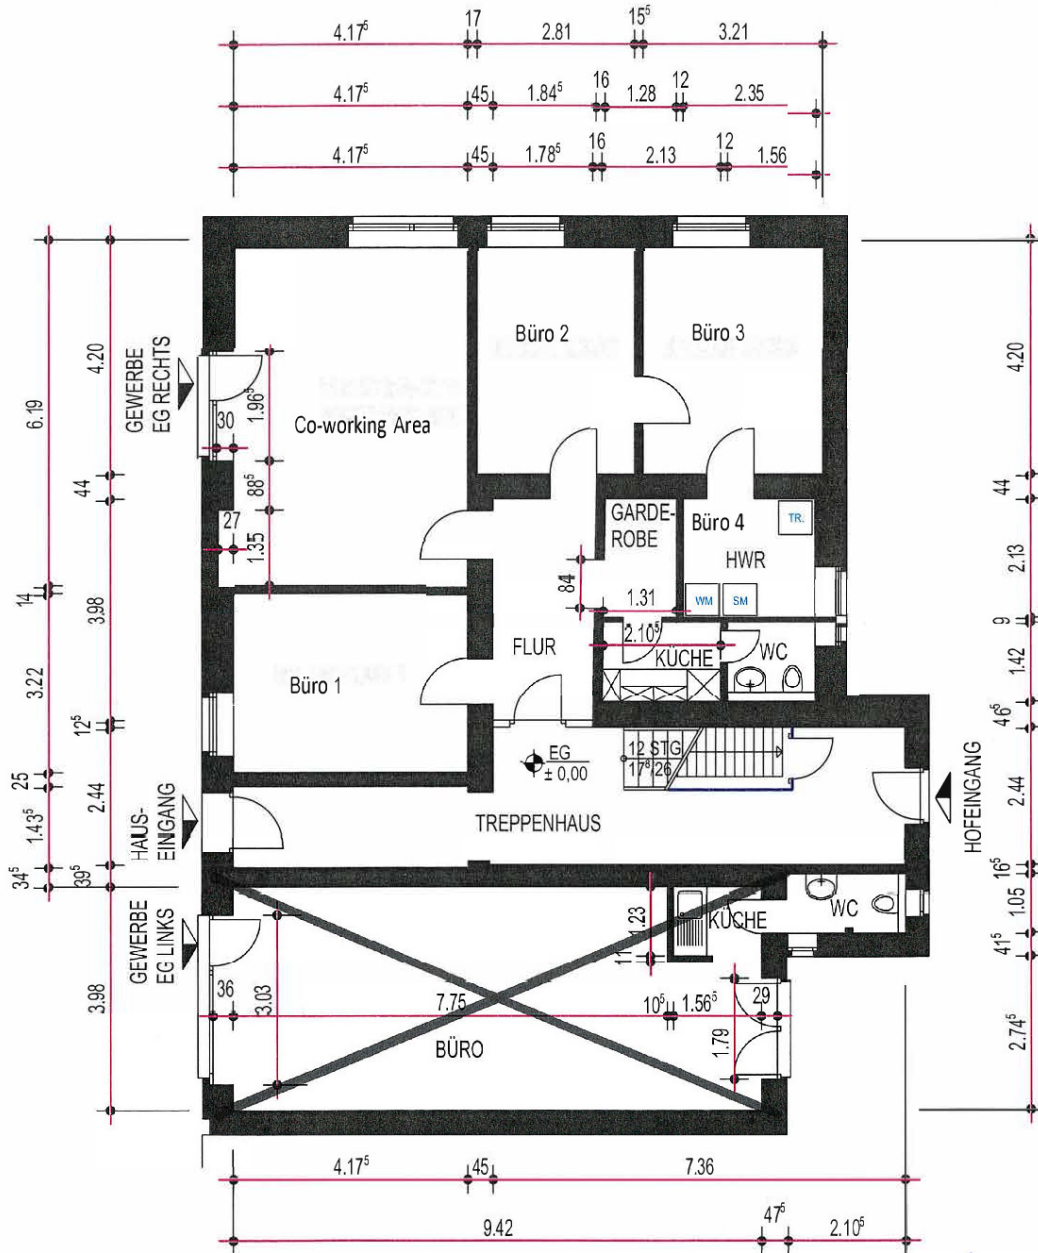 17
15⁵
4.17⁵
2.81
3.21
16
12
4.17⁵
45
1.84⁵
1.28
2.35
16
12
4.17⁵
45
1.78⁵
2.13
1.56
Büro 2
Büro 3
Co-working Area
GEWERBE
EG RECHTS
30
1.96⁵
88⁵
27
1.35
6.19
4.20
44
14
3.98
3.22
12⁵
25
2.44
1.43⁵
34⁵
39⁵
3.98
4.20
44
2.13
9
1.42
46⁵
2.44
16⁵
1.05
41⁵
2.74⁵
GARDE-
ROBE
Büro 4
TR.
HWR
84
1.31
WM
SM
2.10⁵
FLUR
KÜCHE
WC
Büro 1
EG
± 0,00
12 STG
17⁸/26
HAUS-
EINGANG
TREPPENHAUS
HOFEINGANG
GEWERBE
EG LINKS
1.23
11
KÜCHE
WC
36
3.03
7.75
10⁵
1.56⁵
29
1.79
BÜRO
4.17⁵
45
7.36
9.42
47⁵
2.10⁵